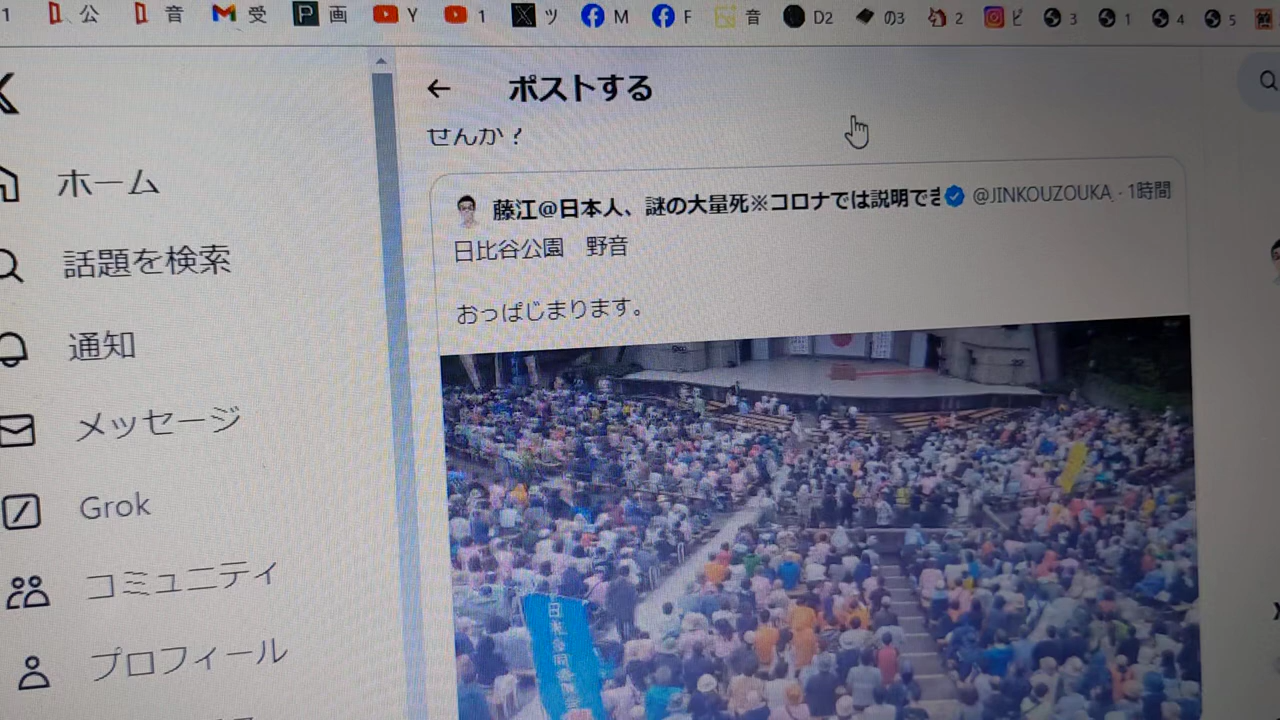 1 公 音 受 P 画 Y 1 ツ M F 音 D2 の3 2 ビ 3 1 4 5
ポストする
せんか？
藤江@日本人、謎の大量死※コロナでは説明できま @JINKOUZOUKA · 1時間
日比谷公園 野音
おっぱじまります。
ホーム
話題を検索
通知
メッセージ
Grok
コミュニティ
プロフィール